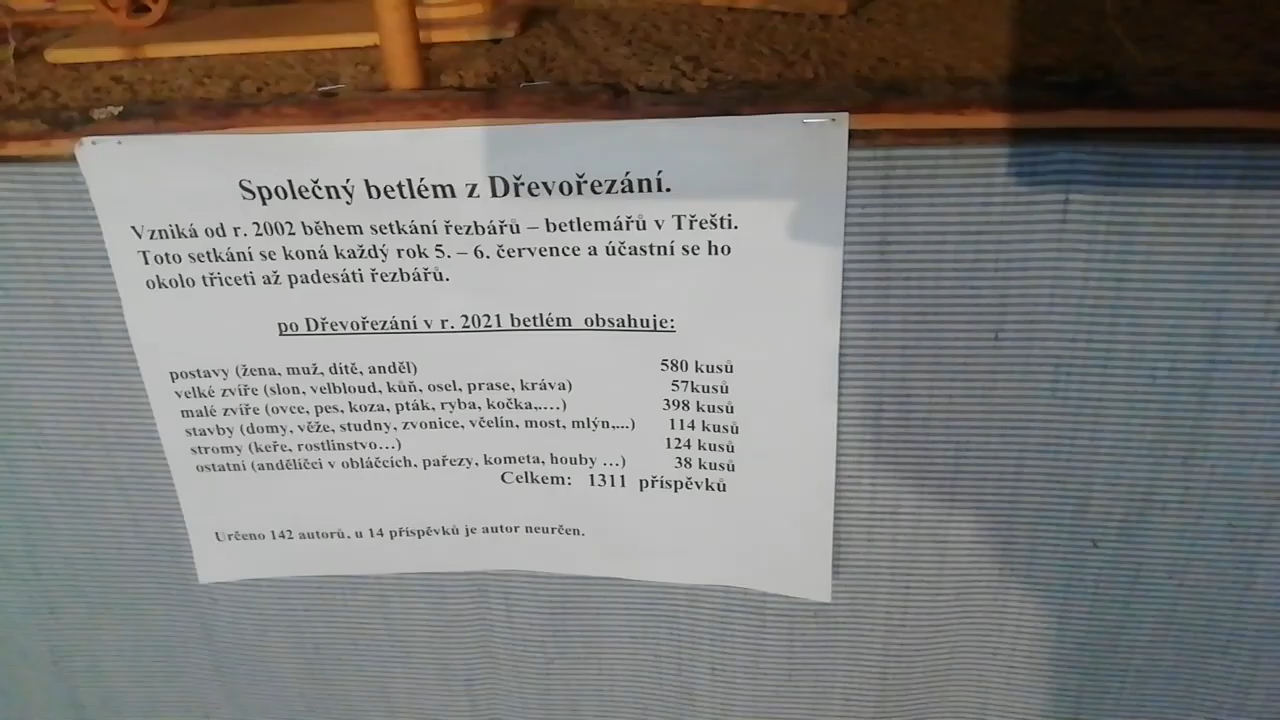 Společný betlém z Dřevořezání.
Vzniká od r. 2002 během setkání řezbářů – betlemářů v Třešti.
Toto setkání se koná každý rok 5. – 6. července a účastní se ho
okolo třiceti až padesáti řezbářů.
po Dřevořezání v r. 2021 betlém obsahuje:
postavy (žena, muž, dítě, anděl) 580 kusů
velké zvíře (slon, velbloud, kůň, osel, prase, kráva) 57kusů
malé zvíře (ovce, pes, koza, pták, ryba, kočka,....) 398 kusů
stavby (domy, věže, studny, zvonice, včelín, most, mlýn,...) 114 kusů
stromy (keře, rostlinstvo...) 124 kusů
ostatní (andělíčci v obláčcích, pařezy, kometa, houby ...) 38 kusů
Celkem: 1311 příspěvků
Určeno 142 autorů, u 14 příspěvků je autor neurčen.